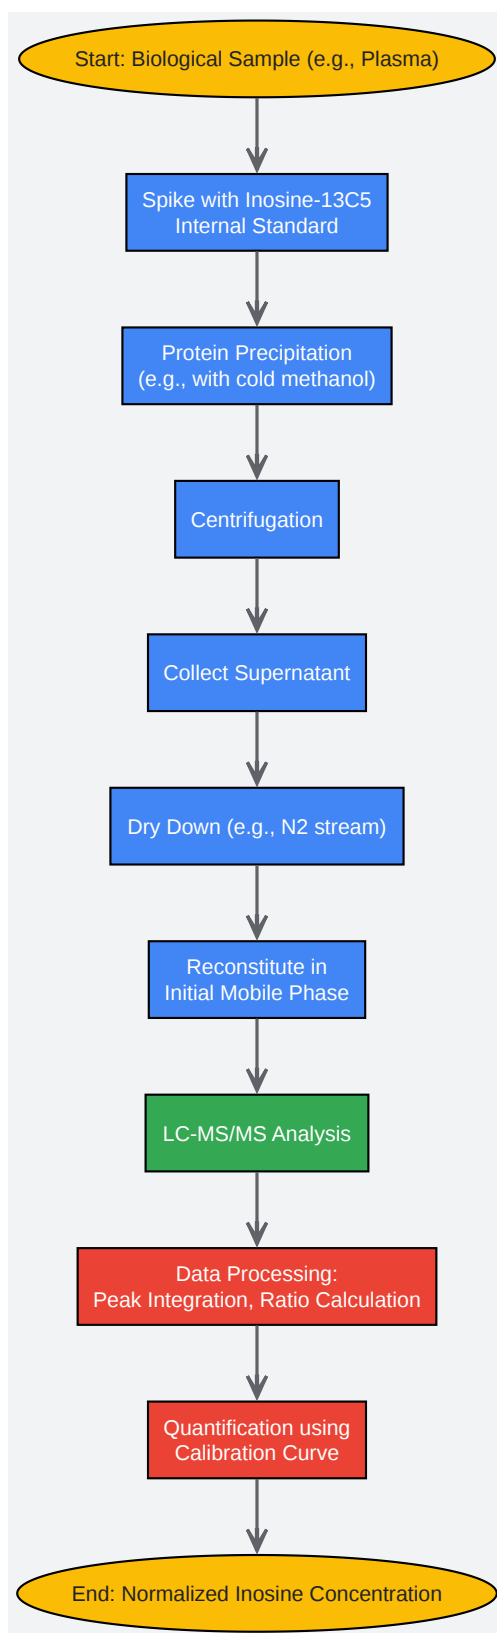 Start: Biological Sample (e.g., Plasma)
Spike with Inosine-13C5
Internal Standard
Protein Precipitation
(e.g., with cold methanol)
Centrifugation
Collect Supernatant
Dry Down (e.g., N2 stream)
Reconstitute in
Initial Mobile Phase
LC-MS/MS Analysis
Data Processing:
Peak Integration, Ratio Calculation
Quantification using
Calibration Curve
End: Normalized Inosine Concentration